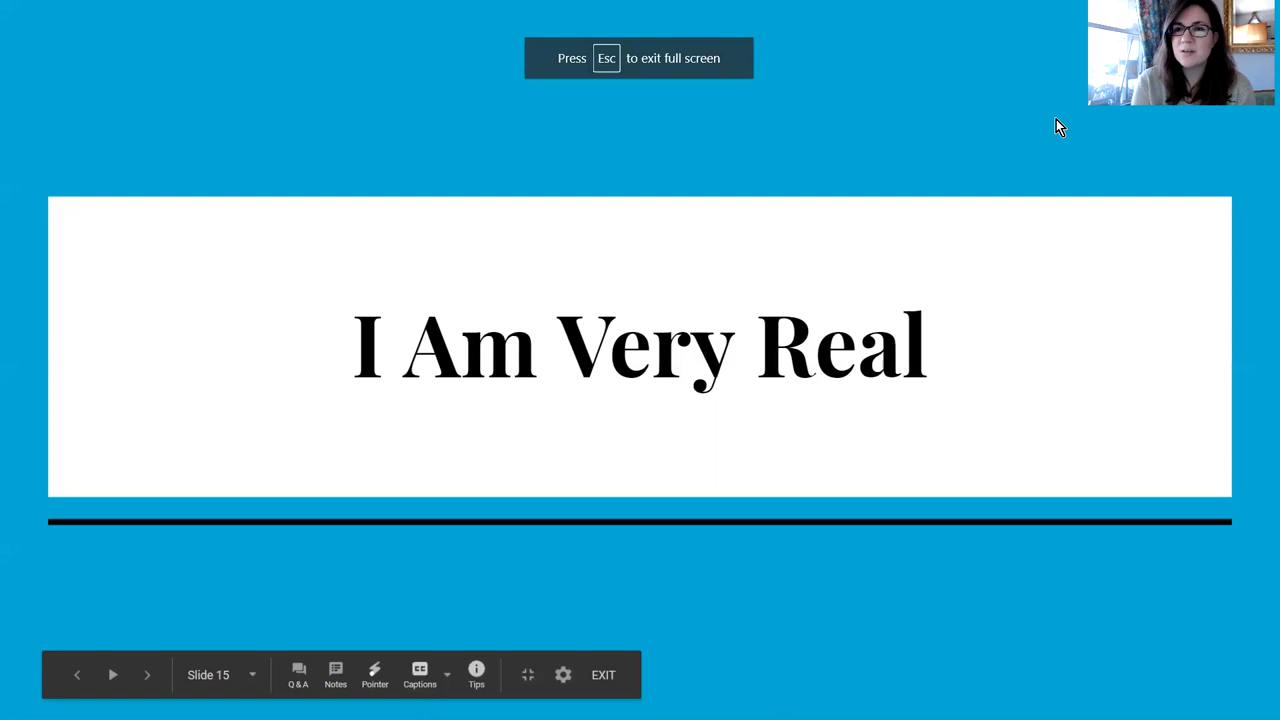 Press Esc to exit full screen
I Am Very Real
Slide 15
Q & A
Notes
Pointer
Captions
Tips
EXIT